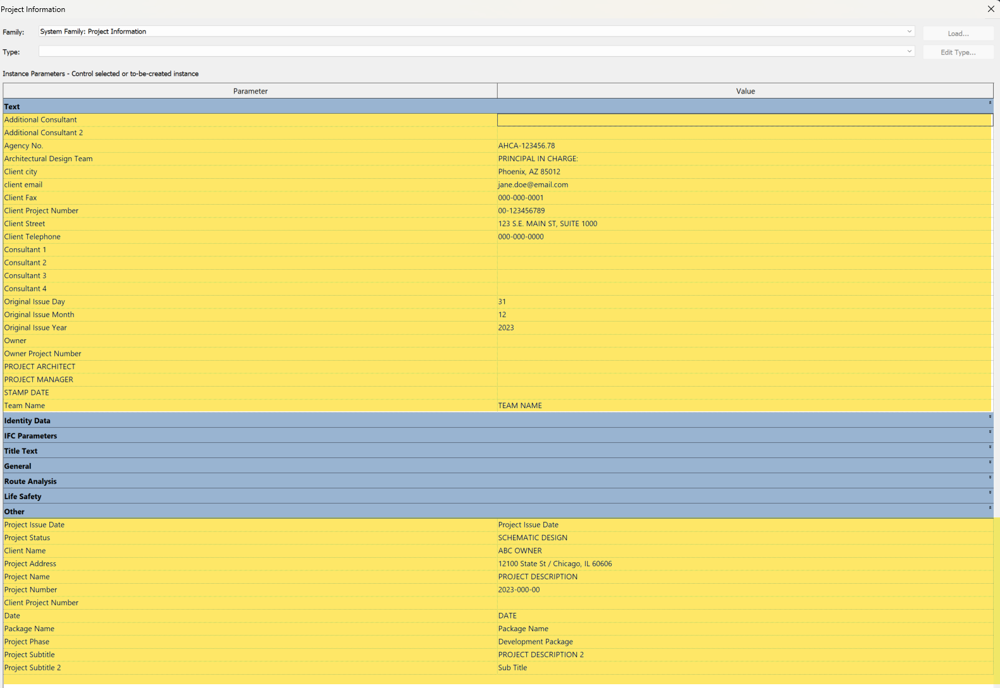 Project Information
Family: System Family: Project Information Load...
Type: Edit Type...
Instance Parameters - Control selected or to-be-created instance
Parameter Value
Text
Additional Consultant
Additional Consultant 2
Agency No. AHCA-123456.78
Architectural Design Team PRINCIPAL IN CHARGE:
Client city Phoenix, AZ 85012
client email jane.doe@email.com
Client Fax 000-000-0001
Client Project Number 00-123456789
Client Street 123 S.E. MAIN ST, SUITE 1000
Client Telephone 000-000-0000
Consultant 1
Consultant 2
Consultant 3
Consultant 4
Original Issue Day 31
Original Issue Month 12
Original Issue Year 2023
Owner
Owner Project Number
PROJECT ARCHITECT
PROJECT MANAGER
STAMP DATE
Team Name TEAM NAME
Identity Data
IFC Parameters
Title Text
General
Route Analysis
Life Safety
Other
Project Issue Date Project Issue Date
Project Status SCHEMATIC DESIGN
Client Name ABC OWNER
Project Address 12100 State St / Chicago, IL 60606
Project Name PROJECT DESCRIPTION
Project Number 2023-000-00
Client Project Number
Date DATE
Package Name Package Name
Project Phase Development Package
Project Subtitle PROJECT DESCRIPTION 2
Project Subtitle 2 Sub Title